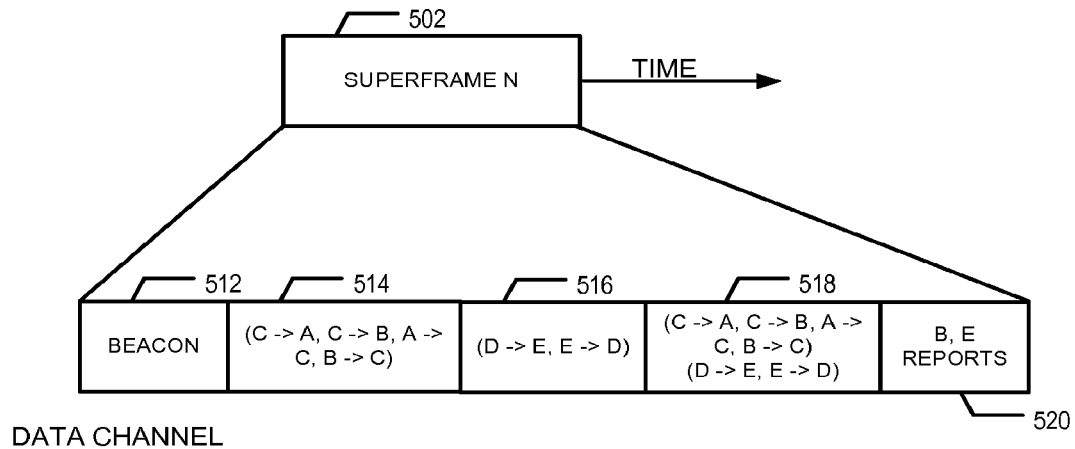 502
SUPERFRAME N
TIME
512
514
516
518
BEACON
(C -> A, C -> B, A ->
C, B -> C)
(D -> E, E -> D)
(C -> A, C -> B, A ->
C, B -> C)
(D -> E, E -> D)
B, E
REPORTS
520
DATA CHANNEL